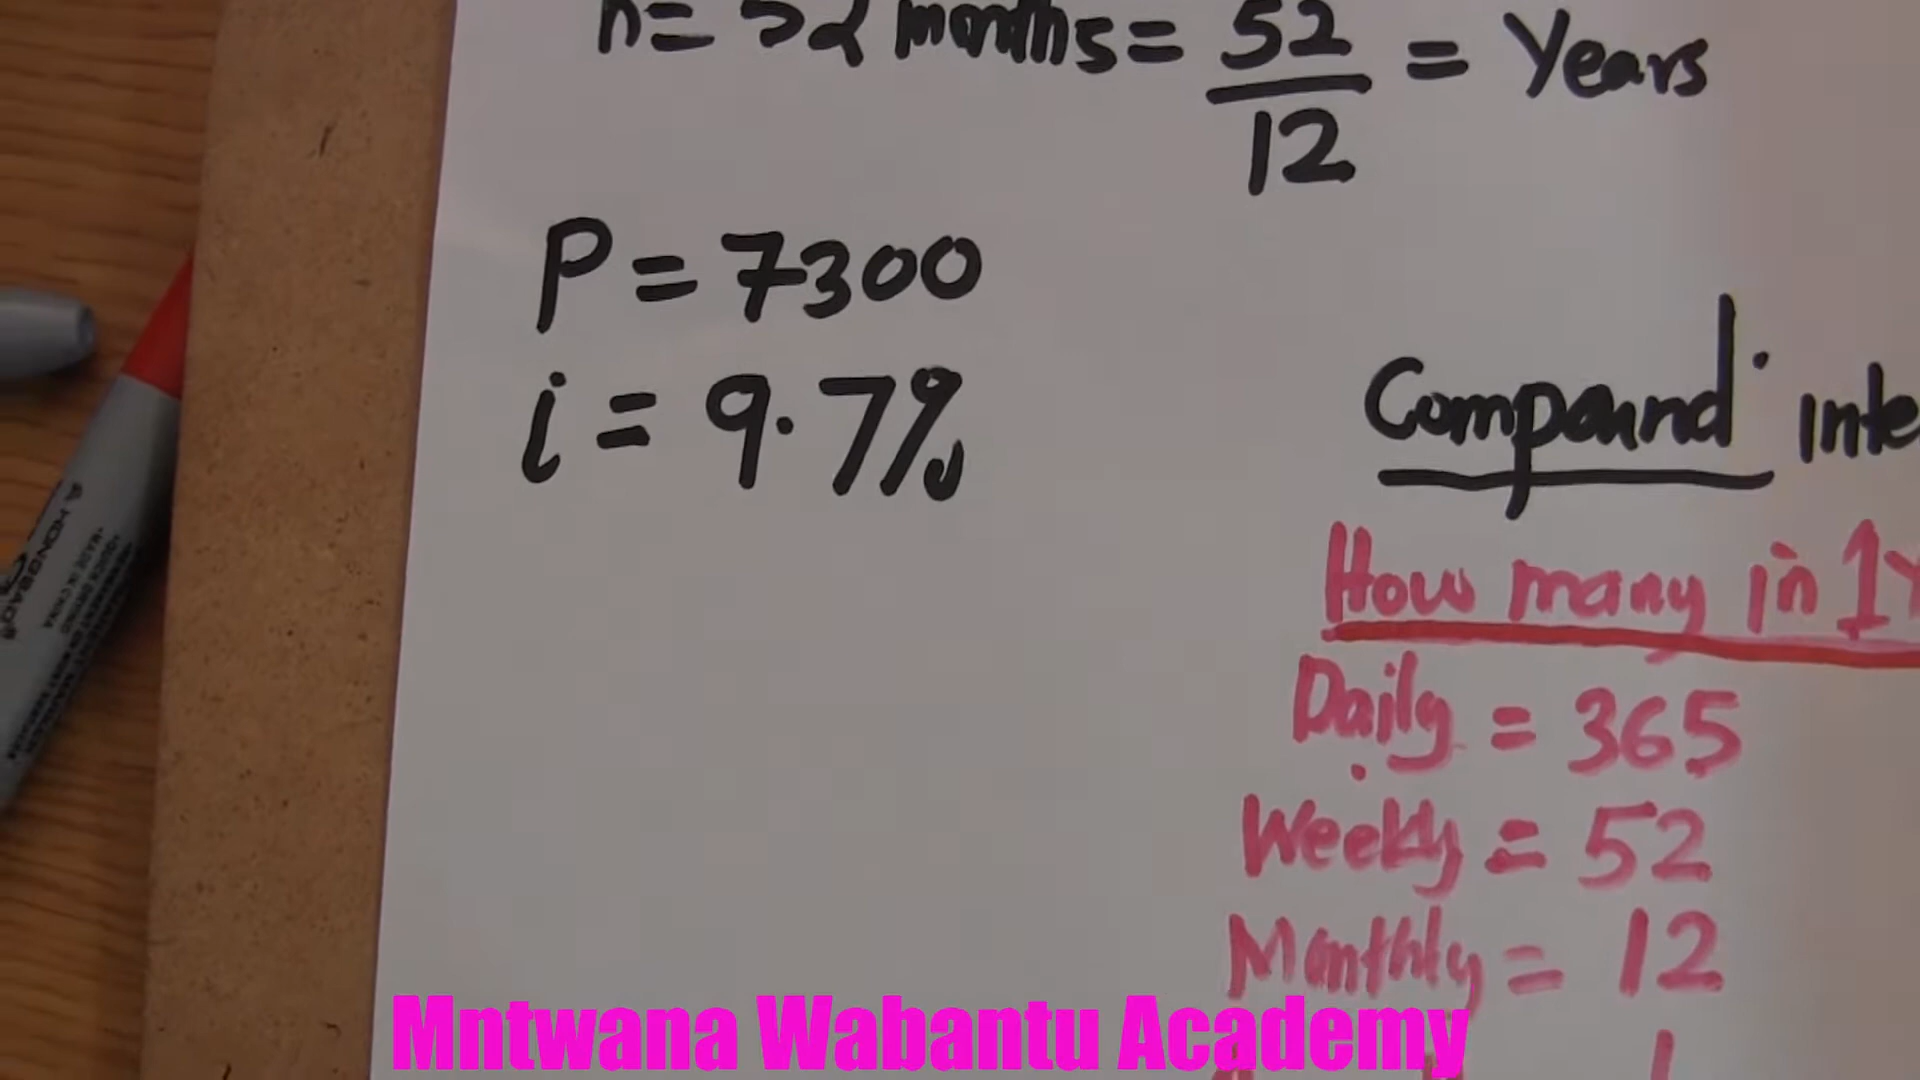 n = 52 months = 52/12 = Years
P = 7300
i = 9.7%
Compound
How many in 1
Daily = 365
Weekly = 52
Monthly = 12
Mntwana Wabantu Academy